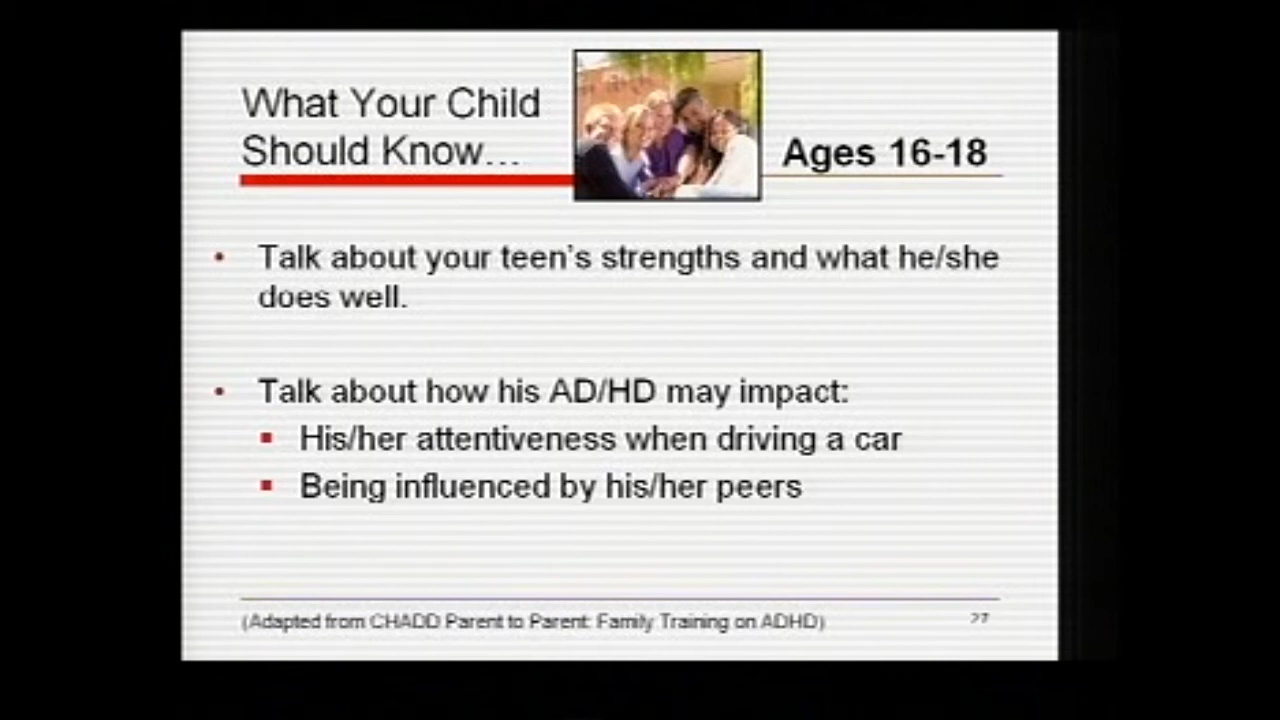 What Your Child
Should Know...
Ages 16-18
• Talk about your teen's strengths and what he/she
does well.
• Talk about how his AD/HD may impact:
▪ His/her attentiveness when driving a car
▪ Being influenced by his/her peers
(Adapted from CHADD Parent to Parent: Family Training on ADHD)
27